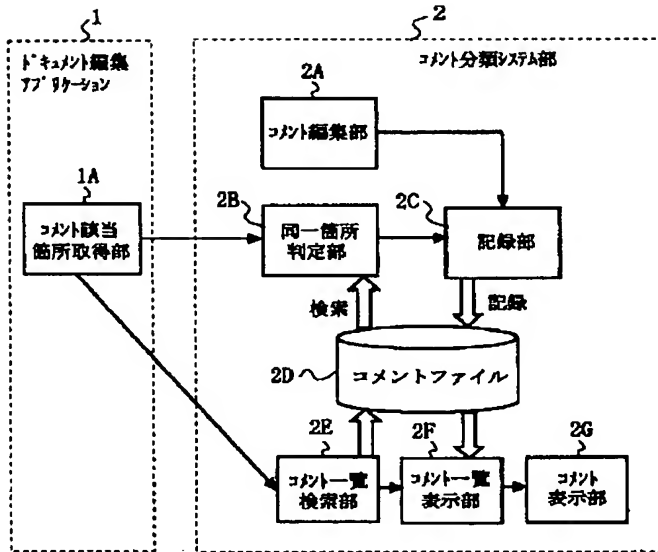 1
ドキュメント編集
アプリケーション
2
コメント分類システム部
2A
コメント編集部
1A
コメント該当
箇所取得部
2B
同一箇所
判定部
2C
記録部
検索
記録
2D
コメントファイル
2E
コメント一覧
検索部
2F
コメント一覧
表示部
2G
コメント
表示部